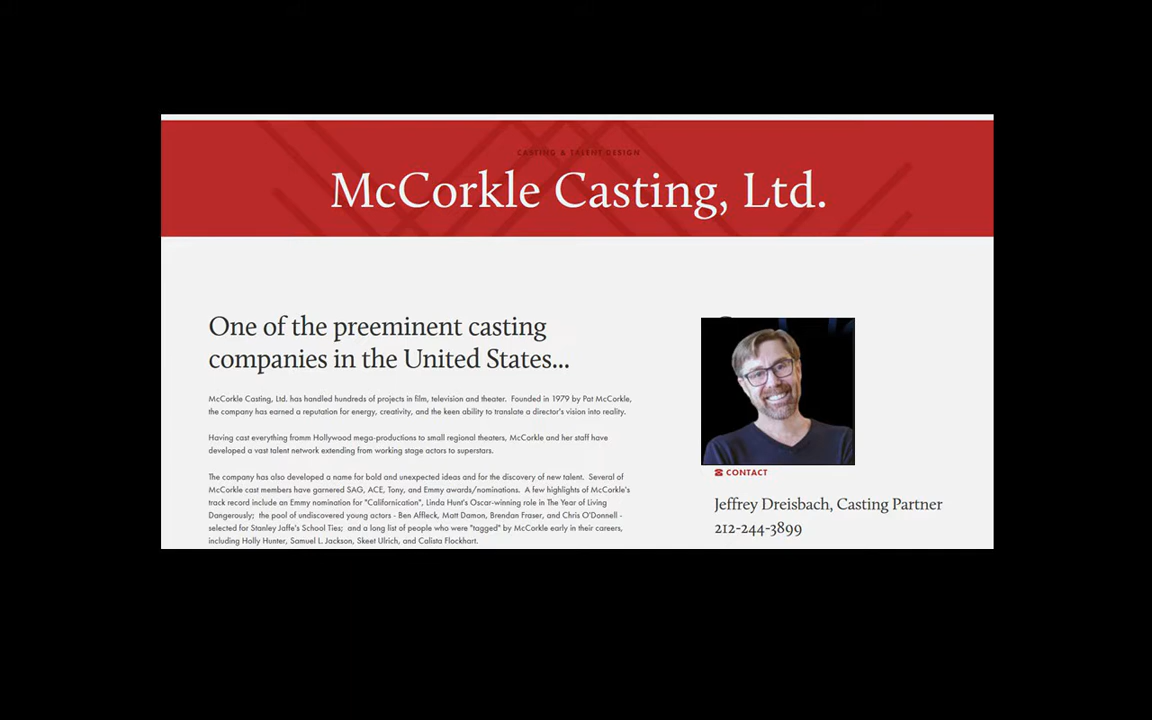 CASTING & TALENT DESIGN
McCorkle Casting, Ltd.
One of the preeminent casting
companies in the United States...
McCorkle Casting, Ltd. has handled hundreds of projects in film, television and theater. Founded in 1979 by Pat McCorkle,
the company has earned a reputation for energy, creativity, and the keen ability to translate a director's vision into reality.
Having cast everything fromm Hollywood mega-productions to small regional theaters, McCorkle and her staff have
developed a vast talent network extending from working stage actors to superstars.
The company has also developed a name for bold and unexpected ideas and for the discovery of new talent. Several of
McCorkle cast members have garnered SAG, ACE, Tony, and Emmy awards/nominations. A few highlights of McCorkle's
track record include an Emmy nomination for "Californication", Linda Hunt's Oscar-winning role in The Year of Living
Dangerously; the pool of undiscovered young actors - Ben Affleck, Matt Damon, Brendan Fraser, and Chris O'Donnell -
selected for Stanley Jaffe's School Ties; and a long list of people who were "tagged" by McCorkle early in their careers,
including Holly Hunter, Samuel L. Jackson, Skeet Ulrich, and Calista Flockhart.
CONTACT
Jeffrey Dreisbach, Casting Partner
212-244-3899